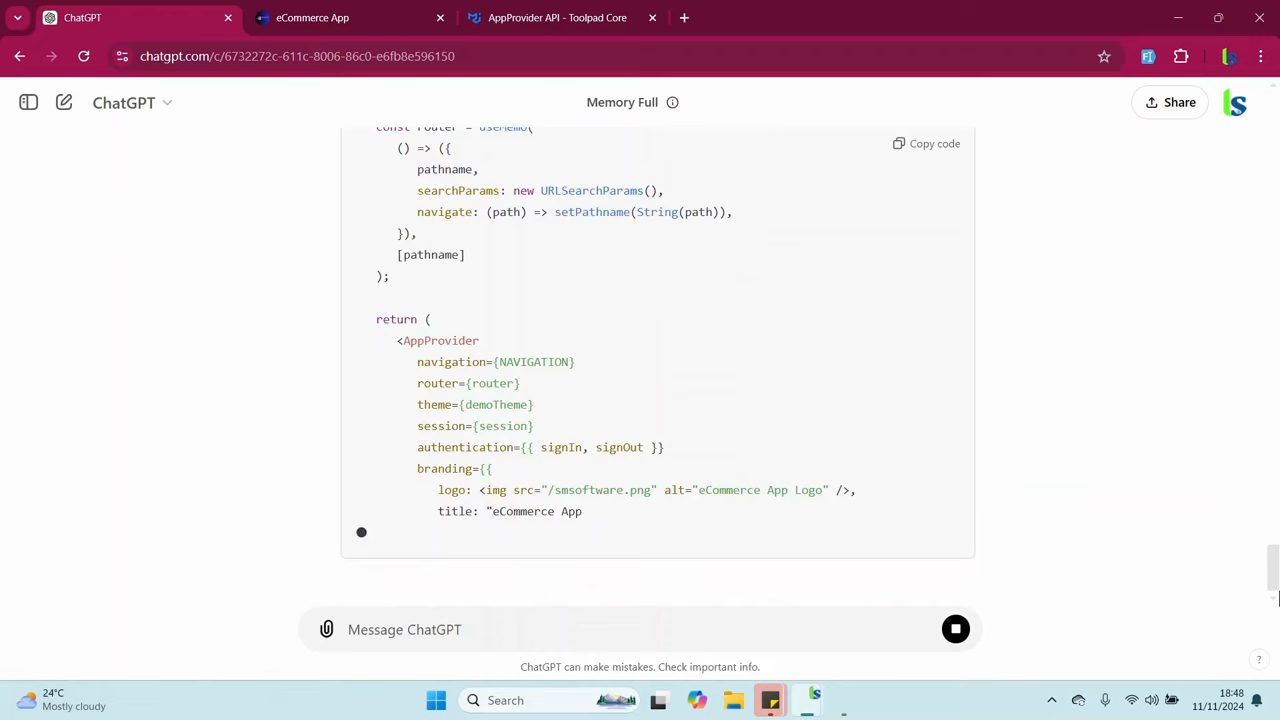 ChatGPT
eCommerce App
AppProvider API - Toolpad Core
chatgpt.com/c/6732272c-611c-8006-86c0-e6fb8e596150
ChatGPT
Memory Full
Share
const router = useMemo(
Copy code
() => ({
pathname,
searchParams: new URLSearchParams(),
navigate: (path) => setPathname(String(path)),
}),
[pathname]
);
return (
<AppProvider
navigation={NAVIGATION}
router={router}
theme={demoTheme}
session={session}
authentication={{ signIn, signOut }}
branding={{
logo: <img src="/smsoftware.png" alt="eCommerce App Logo" />,
title: "eCommerce App
Message ChatGPT
ChatGPT can make mistakes. Check important info.
?
24°C
Mostly cloudy
Search
18:48
11/11/2024